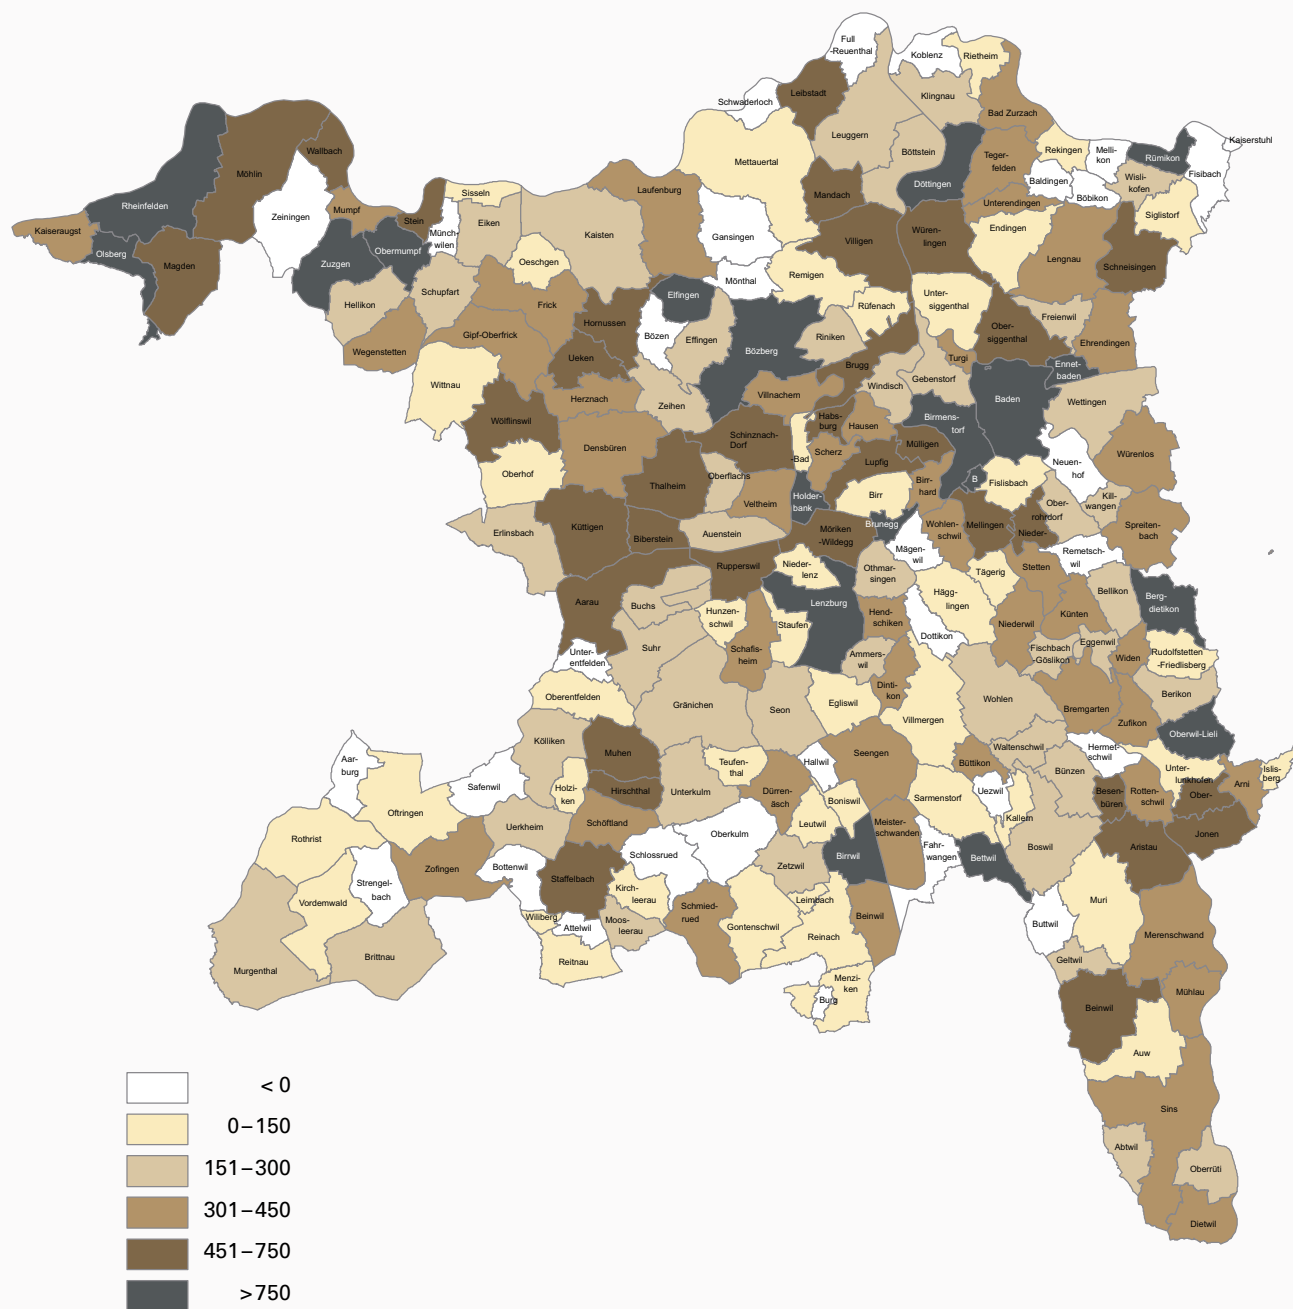 Full
-Reuenthal
Koblenz
Rietheim
Leibstadt
Klingnau
Schwaderloch
Bad Zurzach
Leuggern
Kaiserstuhl
Wallbach
Rekingen
Melli-
kon
Rümikon
Böttstein
Teger-
felden
Mettauertal
Möhlin
Fisibach
Wisli-
kofen
Baldingen
Döttingen
Laufenburg
Sisseln
Mandach
Böbikon
Rheinfelden
Mumpf
Unterendingen
Siglistorf
Zeiningen
Stein
Eiken
Kaiseraugst
Münch-
wilen
Kaisten
Gansingen
Villigen
Würen-
lingen
Endingen
Olsberg
Obermumpf
Magden
Zuzgen
Oeschgen
Lengnau
Schneisingen
Remigen
Mönthal
Schupfart
Elfingen
Unter-
siggenthal
Hellikon
Frick
Rüfenach
Freienwil
Hornussen
Ober-
siggenthal
Gipf-Oberfrick
Bözen
Effingen
Riniken
Ehrendingen
Wegenstetten
Bözberg
Ueken
Turgi
Brugg
Ennet-
baden
Wittnau
Gebenstorf
Windisch
Herznach
Villnachern
Baden
Zeihen
Wettingen
Wölflinswil
Habs-
burg
Hausen
Birmens-
torf
Schinznach-
Dorf
Mülligen
Densbüren
Scherz
Würenlos
-Bad
Lupfig
Neuen-
hof
Oberhof
Oberflachs
Thalheim
Birr-
hard
B
Fislisbach
Holder-
bank
Birr
Kill-
wangen
Veltheim
Ober-
rohrdorf
Küttigen
Brunegg
Wohlen-
schwil
Mellingen
Spreiten-
bach
Erlinsbach
Auenstein
Möriken
-Wildegg
Nieder-
Biberstein
Mägen-
wil
Remetsch-
wil
Rupperswil
Nieder-
lenz
Othmar-
singen
Tägerig
Stetten
Bellikon
Aarau
Buchs
Lenzburg
Hägg-
lingen
Berg-
dietikon
Hunzen-
schwil
Hend-
schiken
Künten
Staufen
Niederwil
Dottikon
Suhr
Schafis-
heim
Ammers-
wil
Fischbach
-Göslikon
Eggenwil
Widen
Rudolfstetten
-Friedlisberg
Unter-
entfelden
Dinti-
kon
Oberentfelden
Berikon
Wohlen
Egliswil
Gränichen
Seon
Bremgarten
Villmergen
Zufikon
Kölliken
Oberwil-Lieli
Muhen
Seengen
Waltenschwil
Hermet-
schwil
Aar-
burg
Teufen-
thal
Hallwil
Büttikon
Bünzen
Unter-
lunkhofen
Islis-
berg
Safenwil
Holzi-
ken
Hirschthal
Unterkulm
Dürren-
äsch
Uezwil
Besen-
büren
Rotten-
schwil
Arni
Ober-
Boniswil
Sarmenstorf
Oftringen
Kallern
Uerkheim
Schöftland
Leutwil
Meister-
schwanden
Rothrist
Oberkulm
Jonen
Schlossrued
Birrwil
Fahr-
wangen
Bettwil
Boswil
Aristau
Zofingen
Bottenwil
Zetzwil
Strengel-
bach
Staffelbach
Kirch-
leerau
Vordemwald
Leimbach
Muri
Schmied-
rued
Beinwil
Wiliberg
Moos-
leerau
Attelwil
Gontenschwil
Buttwil
Reinach
Merenschwand
Brittnau
Reitnau
Geltwil
Murgenthal
Menzi-
ken
Burg
Mühlau
Beinwil
Auw
Sins
Abtwil
Oberrüti
Dietwil
< 0
0–150
151–300
301–450
451–750
>750